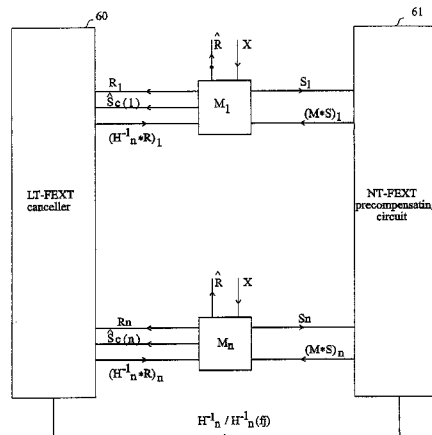 60
61
R̂
X
R₁
Ŝc(1)
(H⁻¹ₙ*R)₁
M₁
S₁
(M*S)₁
LT-FEXT
canceller
NT-FEXT
precompensating
circuit
R̂
X
Rn
Ŝc(n)
(H⁻¹ₙ*R)ₙ
Mₙ
Sn
(M*S)ₙ
H⁻¹ₙ / H⁻¹ₙ(fj)